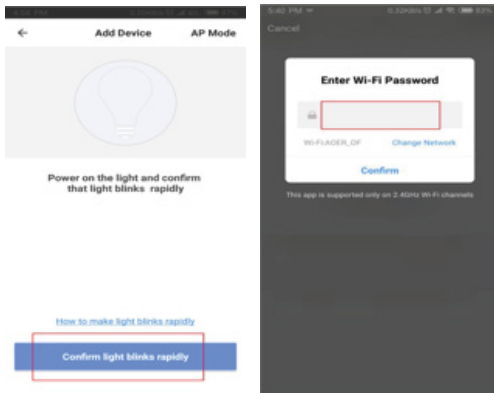 Add Device
AP Mode
Power on the light and confirm
that light blinks rapidly
How to make light blinks rapidly
Confirm light blinks rapidly
5:40 PM
Cancel
Enter Wi-Fi Password
Change Network
Confirm
This app is supported only on 2.4GHz Wi-Fi channels